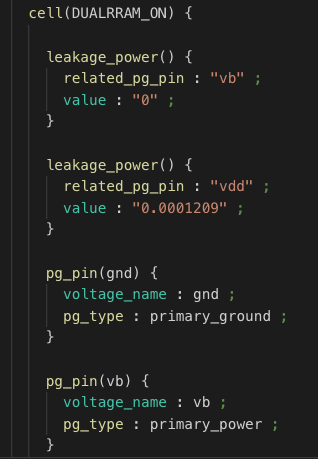 cell(DUALRRAM_ON) {
leakage_power() {
related_pg_pin : "vb" ;
value : "0" ;
}
leakage_power() {
related_pg_pin : "vdd" ;
value : "0.0001209" ;
}
pg_pin(gnd) {
voltage_name : gnd ;
pg_type : primary_ground ;
}
pg_pin(vb) {
voltage_name : vb ;
pg_type : primary_power ;
}